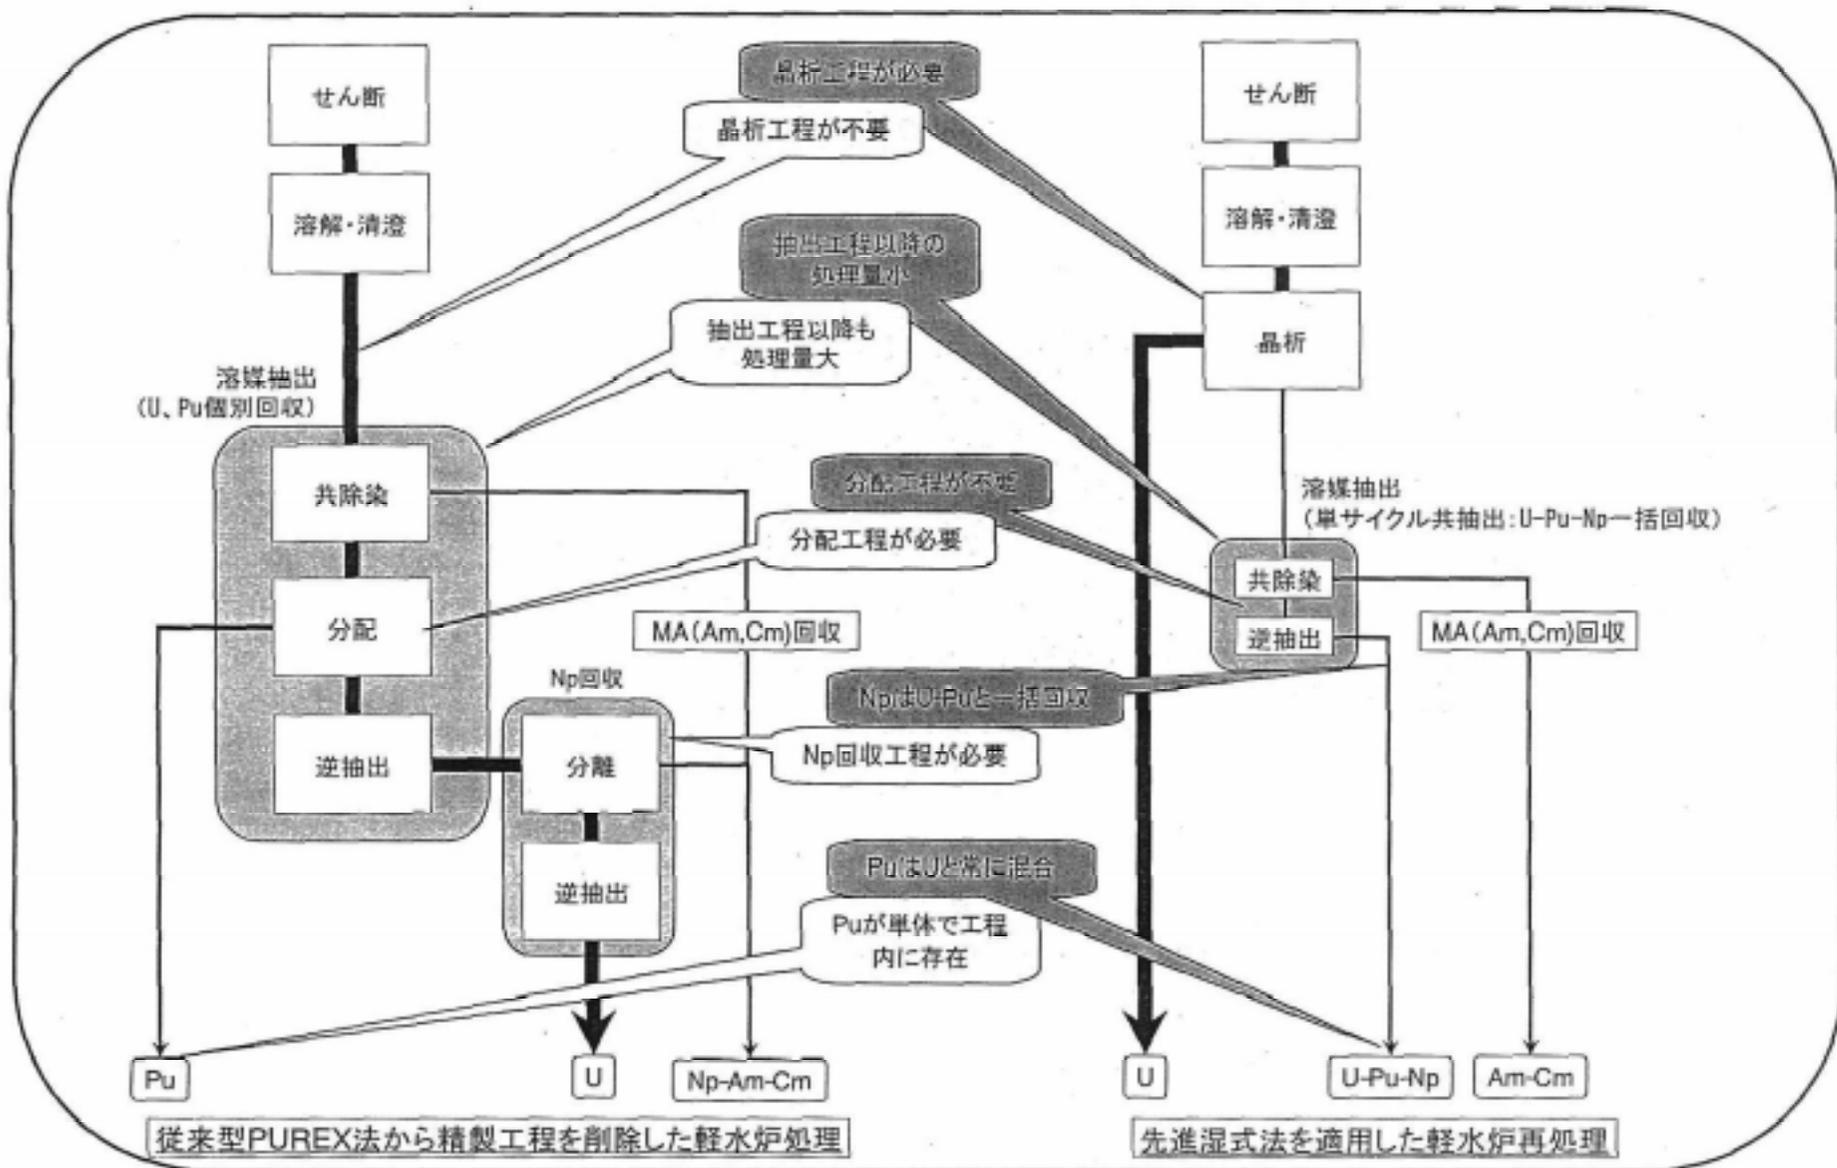 せん断
溶解・清澄
溶媒抽出
(U、Pu個別回収)
共除染
分配
逆抽出
Np回収
分離
逆抽出
MA(Am,Cm)回収
Pu
U
Np-Am-Cm
従来型PUREX法から精製工程を削除した軽水炉処理
晶析工程が必要
晶析工程が不要
抽出工程以降の
処理量小
抽出工程以降も
処理量大
分配工程が不要
分配工程が必要
NpはU-Puと一括回収
Np回収工程が必要
PuはUと常に混合
Puが単体で工程
内に存在
せん断
溶解・清澄
晶析
溶媒抽出
(単サイクル共抽出:U-Pu-Np一括回収)
共除染
逆抽出
MA(Am,Cm)回収
U
U-Pu-Np
Am-Cm
先進湿式法を適用した軽水炉再処理